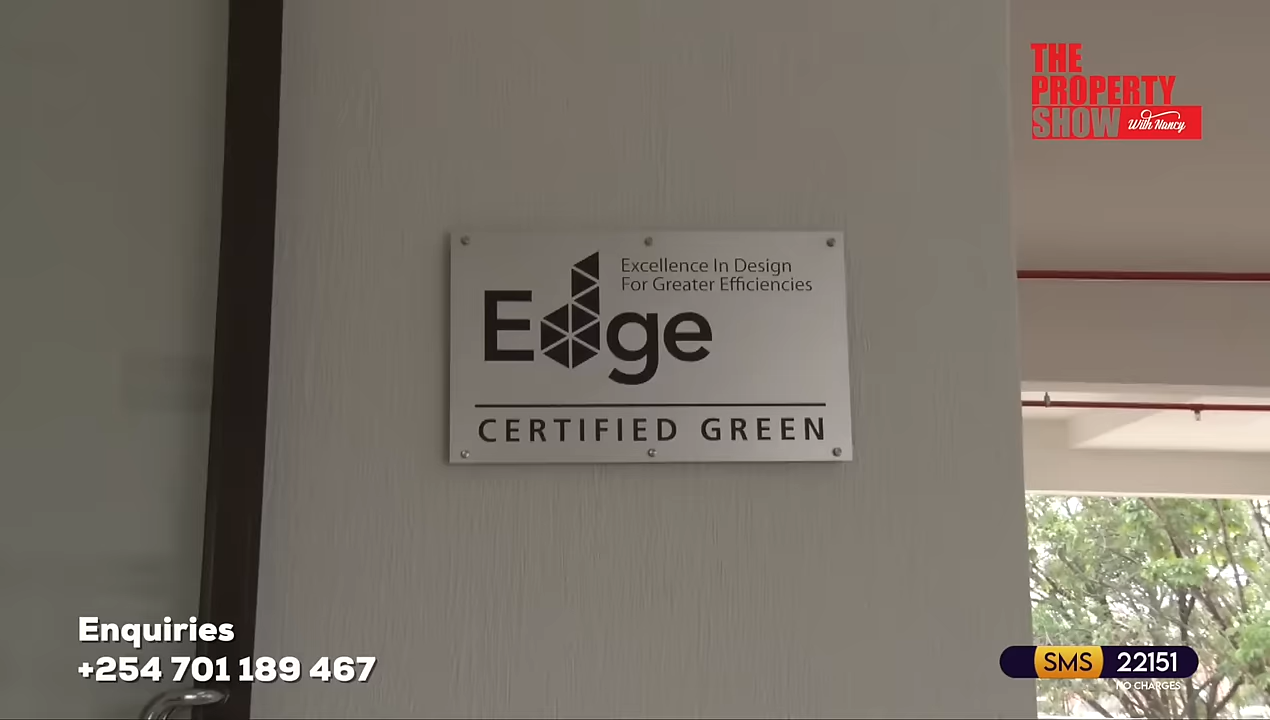 THE
PROPERTY
SHOW With Nancy
Excellence In Design
For Greater Efficiencies
Edge
CERTIFIED GREEN
Enquiries
+254 701 189 467
SMS 22151
NO CHARGES